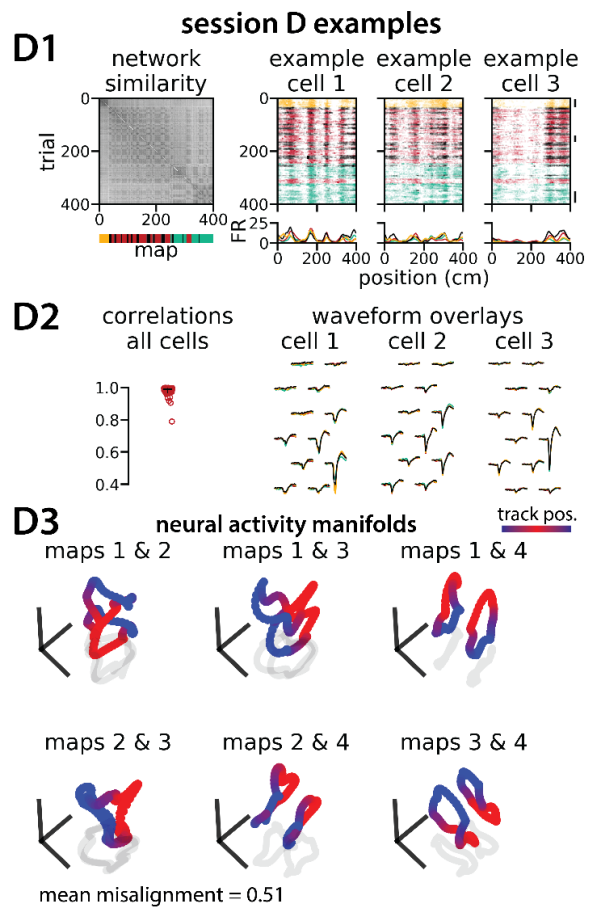 session D examples
D1
network similarity
example cell 1
example cell 2
example cell 3
trial
0
200
400
0 200 400
map
FR
25
0
0 200 400
0 200 400
0 200 400
position (cm)
D2
correlations all cells
waveform overlays
cell 1 cell 2 cell 3
1.0
0.8
0.6
0.4
D3
neural activity manifolds
track pos.
maps 1 & 2 maps 1 & 3 maps 1 & 4
maps 2 & 3 maps 2 & 4 maps 3 & 4
mean misalignment = 0.51